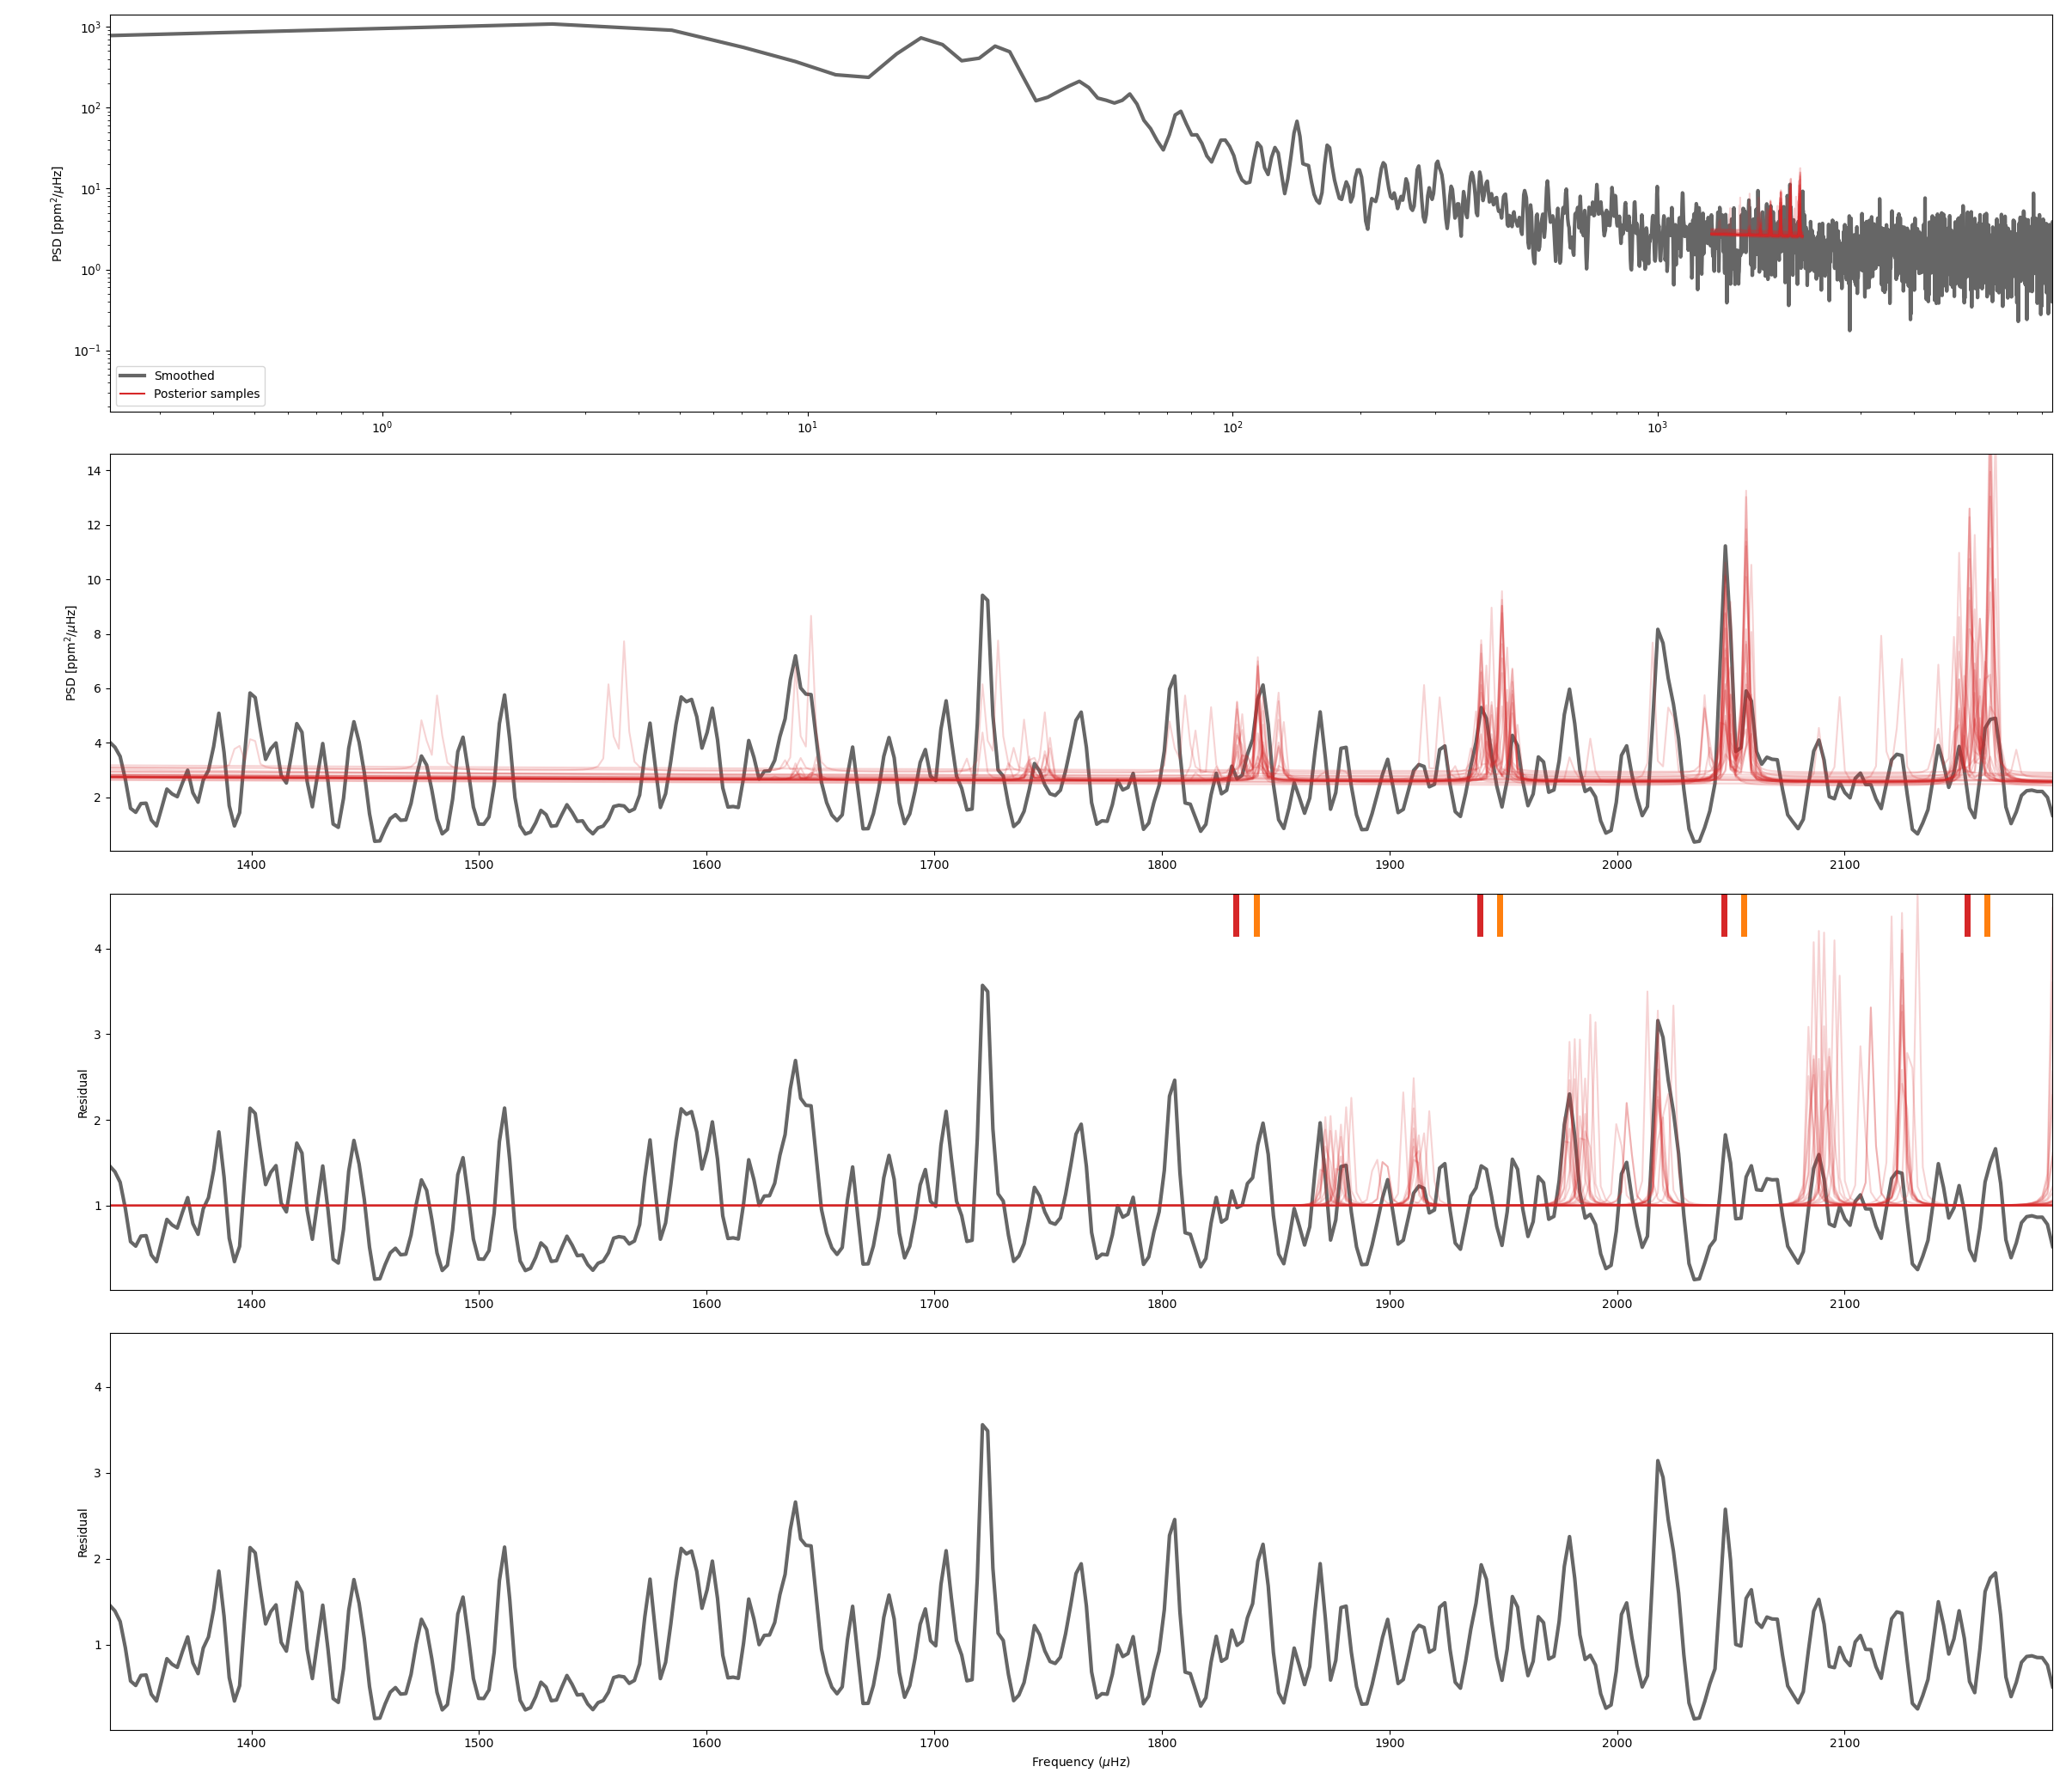 10³
10²
10¹
10⁰
10⁻¹
PSD [ppm²/μHz]
Smoothed
Posterior samples
10⁰ 10¹ 10² 10³
14
12
10
8
6
4
2
PSD [ppm²/μHz]
1400 1500 1600 1700 1800 1900 2000 2100
4
3
2
1
Residual
1400 1500 1600 1700 1800 1900 2000 2100
4
3
2
1
Residual
1400 1500 1600 1700 1800 1900 2000 2100
Frequency (μHz)